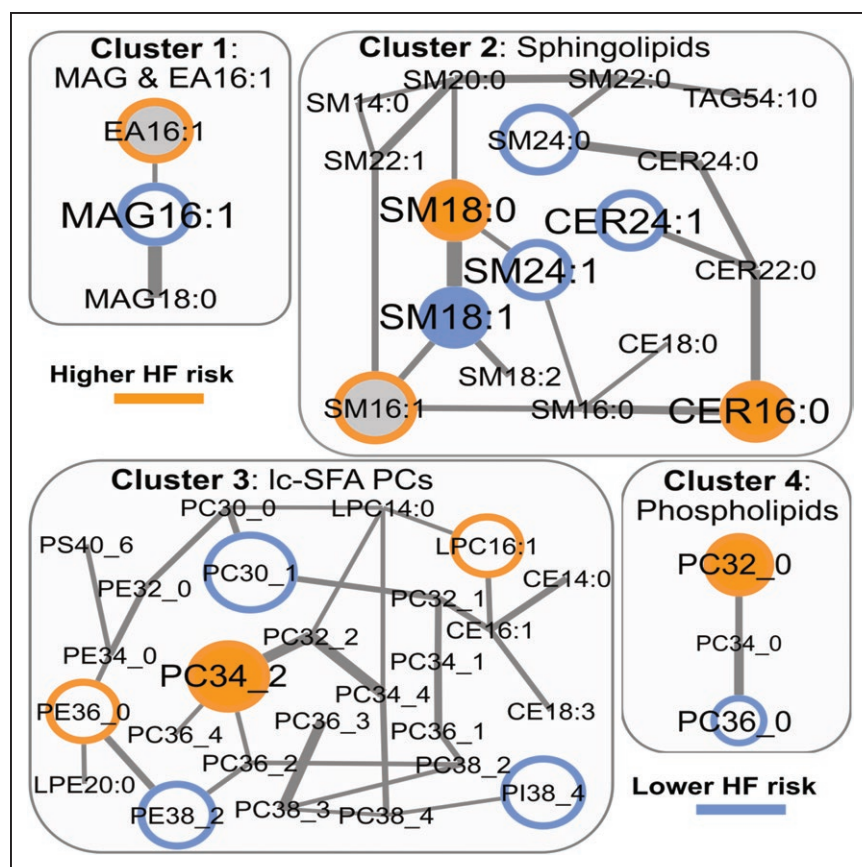 Cluster 1:
MAG & EA16:1
EA16:1
MAG16:1
MAG18:0
Higher HF risk
Cluster 2: Sphingolipids
SM20:0
SM22:0
SM14:0
TAG54:10
SM24:0
SM22:1
CER24:0
SM18:0
CER24:1
SM24:1
CER22:0
SM18:1
CE18:0
SM18:2
SM16:1
SM16:0
CER16:0
Cluster 3: lc-SFA PCs
PC30_0
LPC14:0
PS40_6
LPC16:1
PE32_0
PC30_1
CE14:0
PC32_1
CE16:1
PC32_2
PE34_0
PC34_1
PC34_2
PC34_4
PE36_0
CE18:3
PC36_3
PC36_4
PC36_1
PC36_2
PC38_2
LPE20:0
PI38_4
PE38_2
PC38_3
PC38_4
Cluster 4:
Phospholipids
PC32_0
PC34_0
PC36_0
Lower HF risk